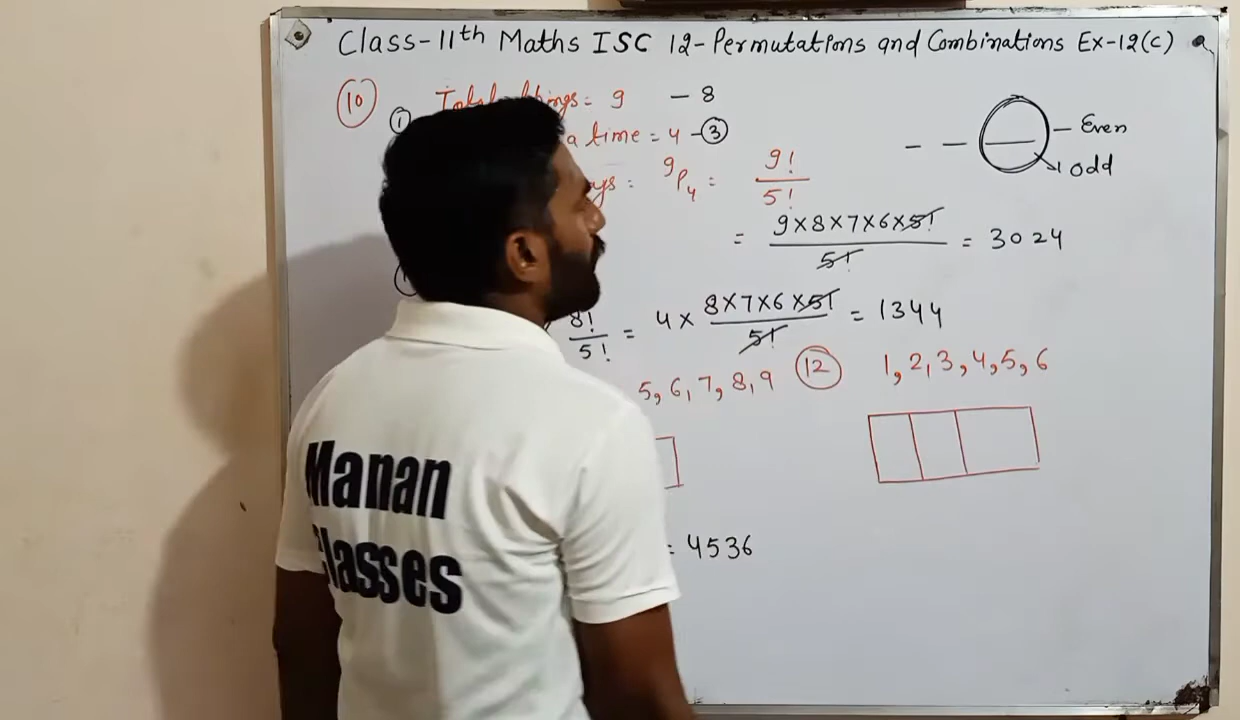 Class-11th Maths ISC 12-Permutations and Combinations Ex-12(c)
10 Total things = 9 - 8
1 a time = 4 - 3
9P4 = 9! / 5!
= 9×8×7×6×5! / 5! = 3024
Even
Odd
8! / 5! = 4× 8×7×6×5! / 5! = 1344
5, 6, 7, 8, 9
12 1, 2, 3, 4, 5, 6
= 4536
Manan
Classes